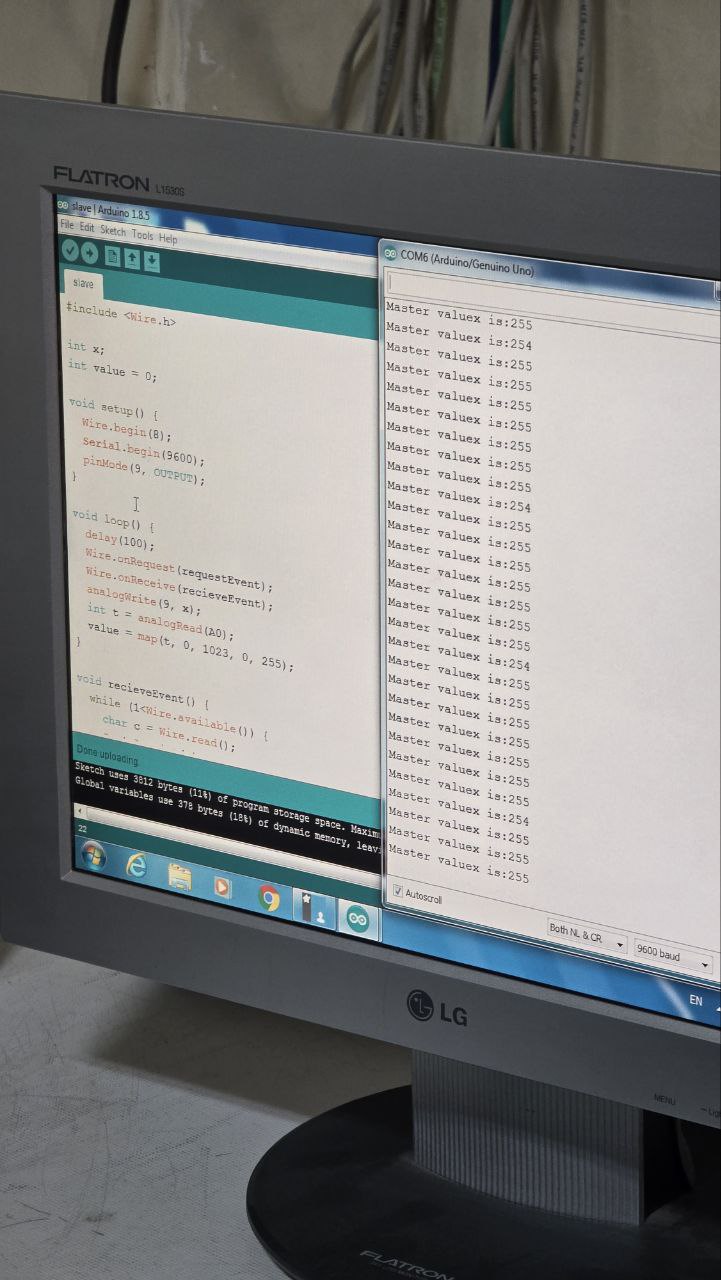 FLATRON L1530S
slave | Arduino 1.8.5
File Edit Sketch Tools Help
slave
#include <Wire.h>
int x;
int value = 0;
void setup() {
Wire.begin(8);
Serial.begin(9600);
pinMode(9, OUTPUT);
}
void loop() {
delay(100);
Wire.onRequest(requestEvent);
Wire.onReceive(recieveEvent);
analogWrite(9, x);
int t = analogRead(A0);
value = map(t, 0, 1023, 0, 255);
}
void recieveEvent() {
while (1<Wire.available()) {
char c = Wire.read();
Done uploading
Sketch uses 3812 bytes (11%) of program storage space. Maximu
Global variables use 378 bytes (18%) of dynamic memory, leavi
22
COM6 (Arduino/Genuino Uno)
Master valuex is:255
Master valuex is:254
Master valuex is:255
Master valuex is:255
Master valuex is:255
Master valuex is:255
Master valuex is:255
Master valuex is:255
Master valuex is:255
Master valuex is:254
Master valuex is:255
Master valuex is:255
Master valuex is:255
Master valuex is:255
Master valuex is:255
Master valuex is:255
Master valuex is:255
Master valuex is:254
Master valuex is:255
Master valuex is:255
Master valuex is:255
Master valuex is:255
Master valuex is:255
Master valuex is:255
Master valuex is:255
Master valuex is:254
Master valuex is:255
Master valuex is:255
Master valuex is:255
Autoscroll
Both NL & CR
9600 baud
EN
LG
MENU
FLATRON